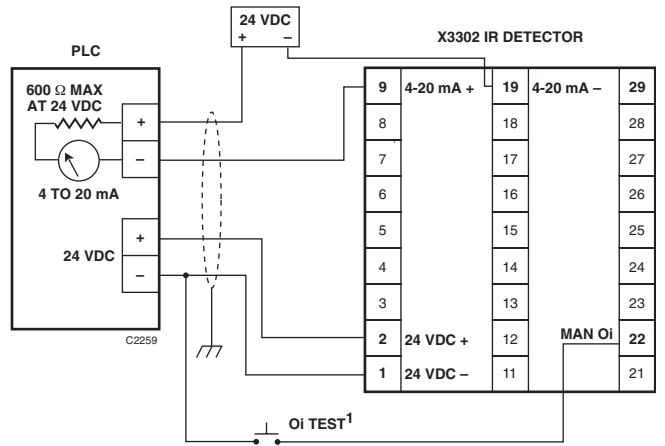 24 VDC
+ –
PLC
X3302 IR DETECTOR
600 Ω MAX
AT 24 VDC
+
–
4 TO 20 mA
24 VDC
+
–
C2259
9 4-20 mA + 19 4-20 mA – 29
8 18 28
7 17 27
6 16 26
5 15 25
4 14 24
3 13 23
2 24 VDC + 12 MAN Oi 22
1 24 VDC – 11 21
Oi TEST¹